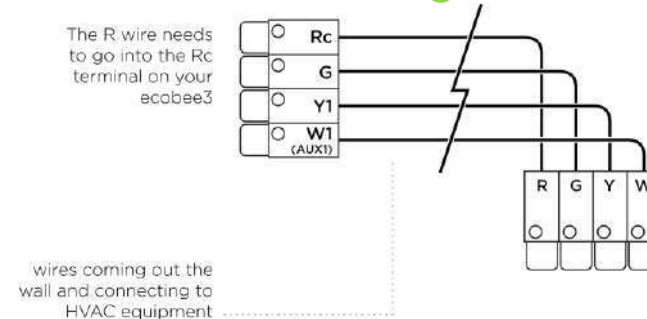 The R wire needs
to go into the Rc
terminal on your
ecobee3
Rc
G
Y1
W1
(AUX1)
R G Y W
wires coming out the
wall and connecting to
HVAC equipment